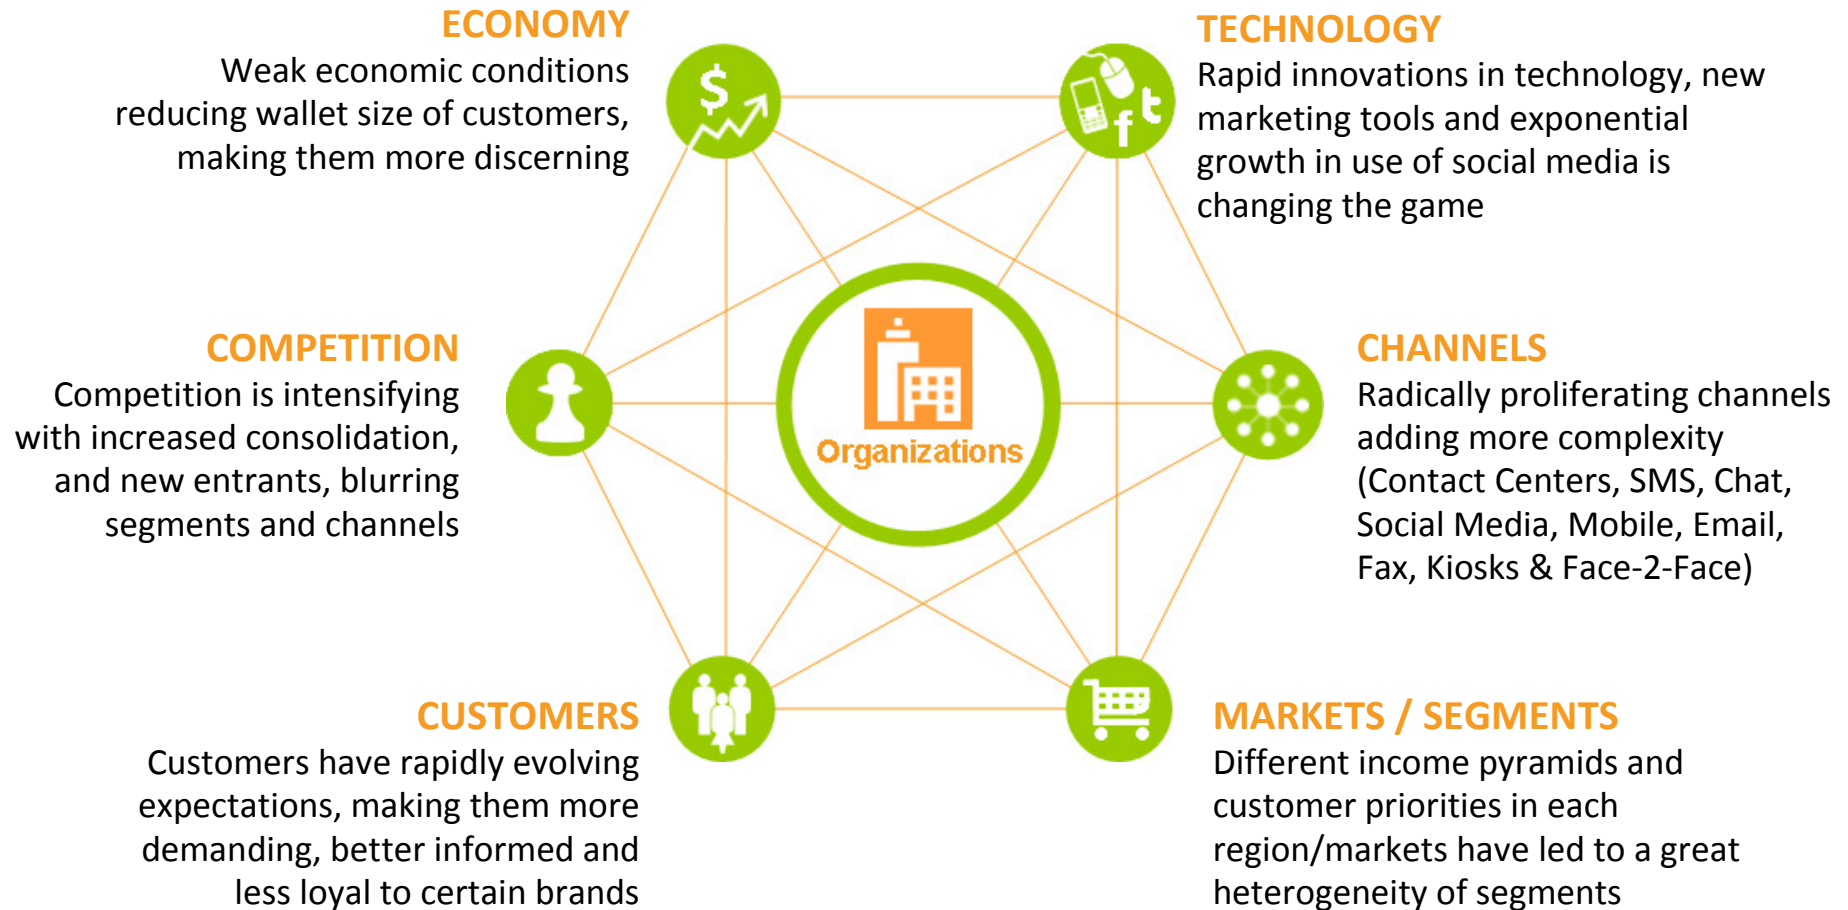 ECONOMY
Weak economic conditions
reducing wallet size of customers,
making them more discerning
$
TECHNOLOGY
Rapid innovations in technology, new
marketing tools and exponential
growth in use of social media is
changing the game
f t
COMPETITION
Competition is intensifying
with increased consolidation,
and new entrants, blurring
segments and channels
Organizations
CHANNELS
Radically proliferating channels
adding more complexity
(Contact Centers, SMS, Chat,
Social Media, Mobile, Email,
Fax, Kiosks & Face-2-Face)
CUSTOMERS
Customers have rapidly evolving
expectations, making them more
demanding, better informed and
less loyal to certain brands
MARKETS / SEGMENTS
Different income pyramids and
customer priorities in each
region/markets have led to a great
heterogeneity of segments